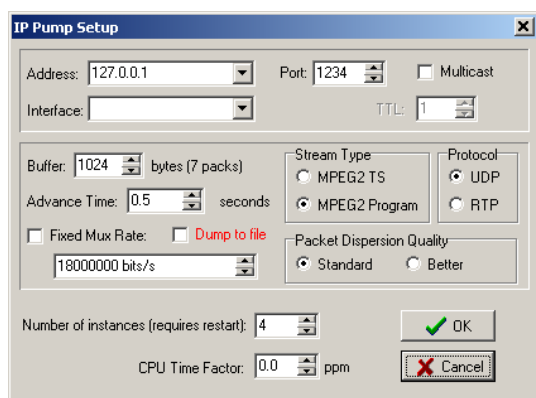 IP Pump Setup
Address: 127.0.0.1 Port: 1234 Multicast
Interface: TTL: 1
Buffer: 1024 bytes (7 packs)
Advance Time: 0.5 seconds
Fixed Mux Rate: Dump to file
18000000 bits/s
Stream Type
MPEG2 TS
MPEG2 Program
Protocol
UDP
RTP
Packet Dispersion Quality
Standard Better
Number of instances (requires restart): 4
CPU Time Factor: 0.0 ppm
OK
Cancel